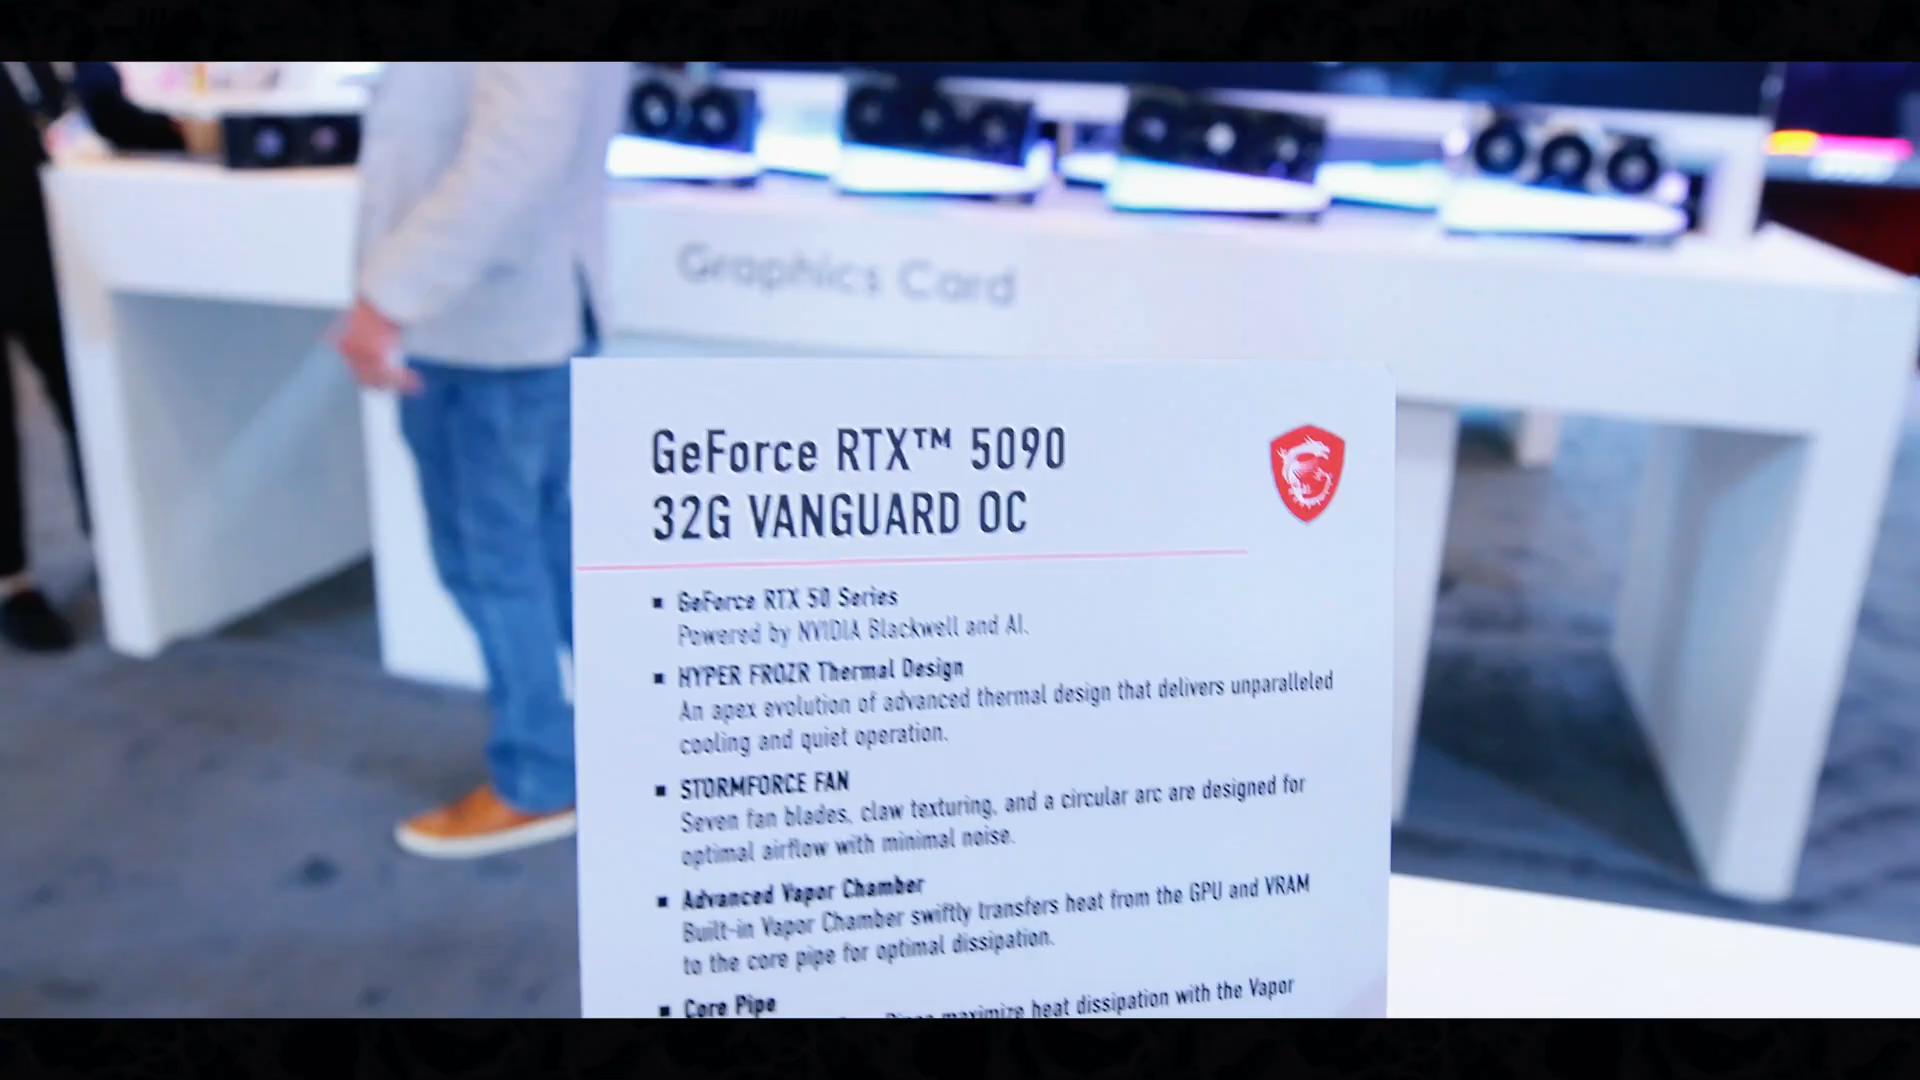 Graphics Card
GeForce RTX™ 5090
32G VANGUARD OC
▪ GeForce RTX 50 Series
Powered by NVIDIA Blackwell and AI.
▪ HYPER FROZR Thermal Design
An apex evolution of advanced thermal design that delivers unparalleled
cooling and quiet operation.
▪ STORMFORCE FAN
Seven fan blades, claw texturing, and a circular arc are designed for
optimal airflow with minimal noise.
▪ Advanced Vapor Chamber
Built-in Vapor Chamber swiftly transfers heat from the GPU and VRAM
to the core pipe for optimal dissipation.
▪ Core Pipe
maximize heat dissipation with the Vapor